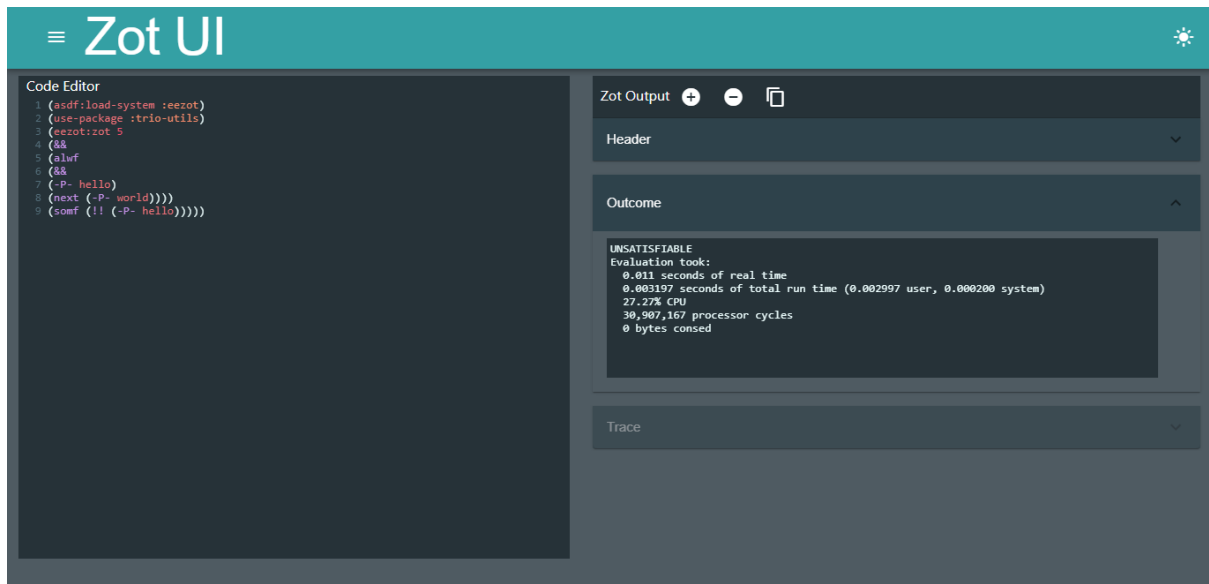 Zot UI
Code Editor
1 (asdf:load-system :eezot)
2 (use-package :trio-utils)
3 (eezot:zot 5
4 (&&
5 (alwf
6 (&&
7 (-P- hello)
8 (next (-P- world))))
9 (somf (!! (-P- hello)))))
Zot Output
Header
Outcome
UNSATISFIABLE
Evaluation took:
0.011 seconds of real time
0.003197 seconds of total run time (0.002997 user, 0.000200 system)
27.27% CPU
30,907,167 processor cycles
0 bytes consed
Trace